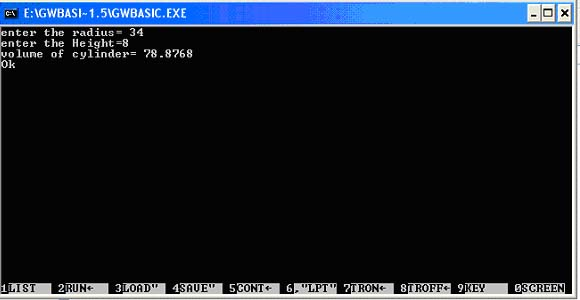 E:\GWBASI~1.5\GWBASIC.EXE
enter the radius= 34
enter the Height=8
volume of cylinder= 78.8768
Ok
1LIST 2RUN← 3LOAD" 4SAVE" 5CONT← 6,"LPT" 7TRON← 8TROFF← 9KEY 0SCREEN